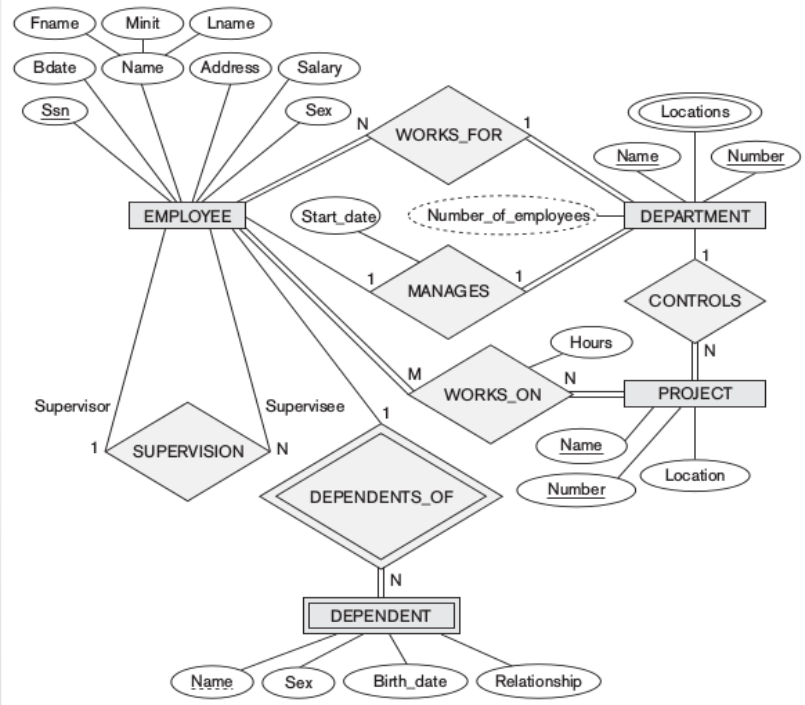 Fname
Minit
Lname
Bdate
Name
Address
Salary
Ssn
Sex
N
WORKS_FOR
1
Locations
Name
Number
EMPLOYEE
Start_date
Number_of_employees
DEPARTMENT
1
MANAGES
1
1
CONTROLS
N
Hours
M
WORKS_ON
N
PROJECT
Supervisor
Supervisee
1
1
SUPERVISION
N
Name
Number
Location
DEPENDENTS_OF
N
DEPENDENT
Name
Sex
Birth_date
Relationship